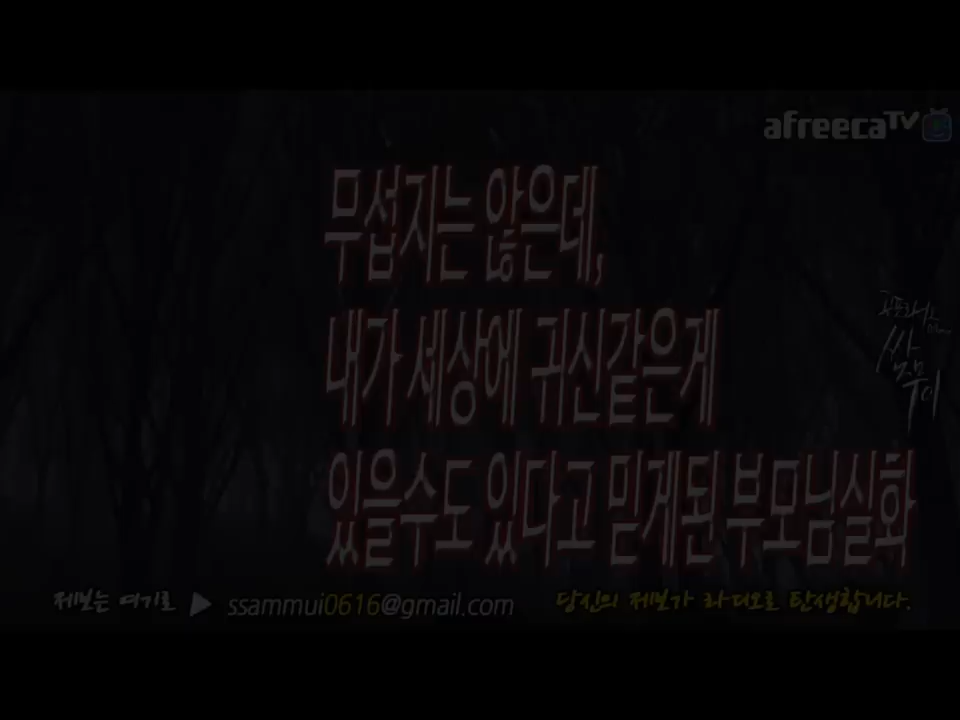 afreecaTV
무섭지는 않은데,
내가 세상에 귀신같은게
있을수도 있다고 믿게된 부모님실화
쌈무이
제보는 여기로 ▶ ssammui0616@gmail.com
당신의 제보가 라디오로 탄생합니다.